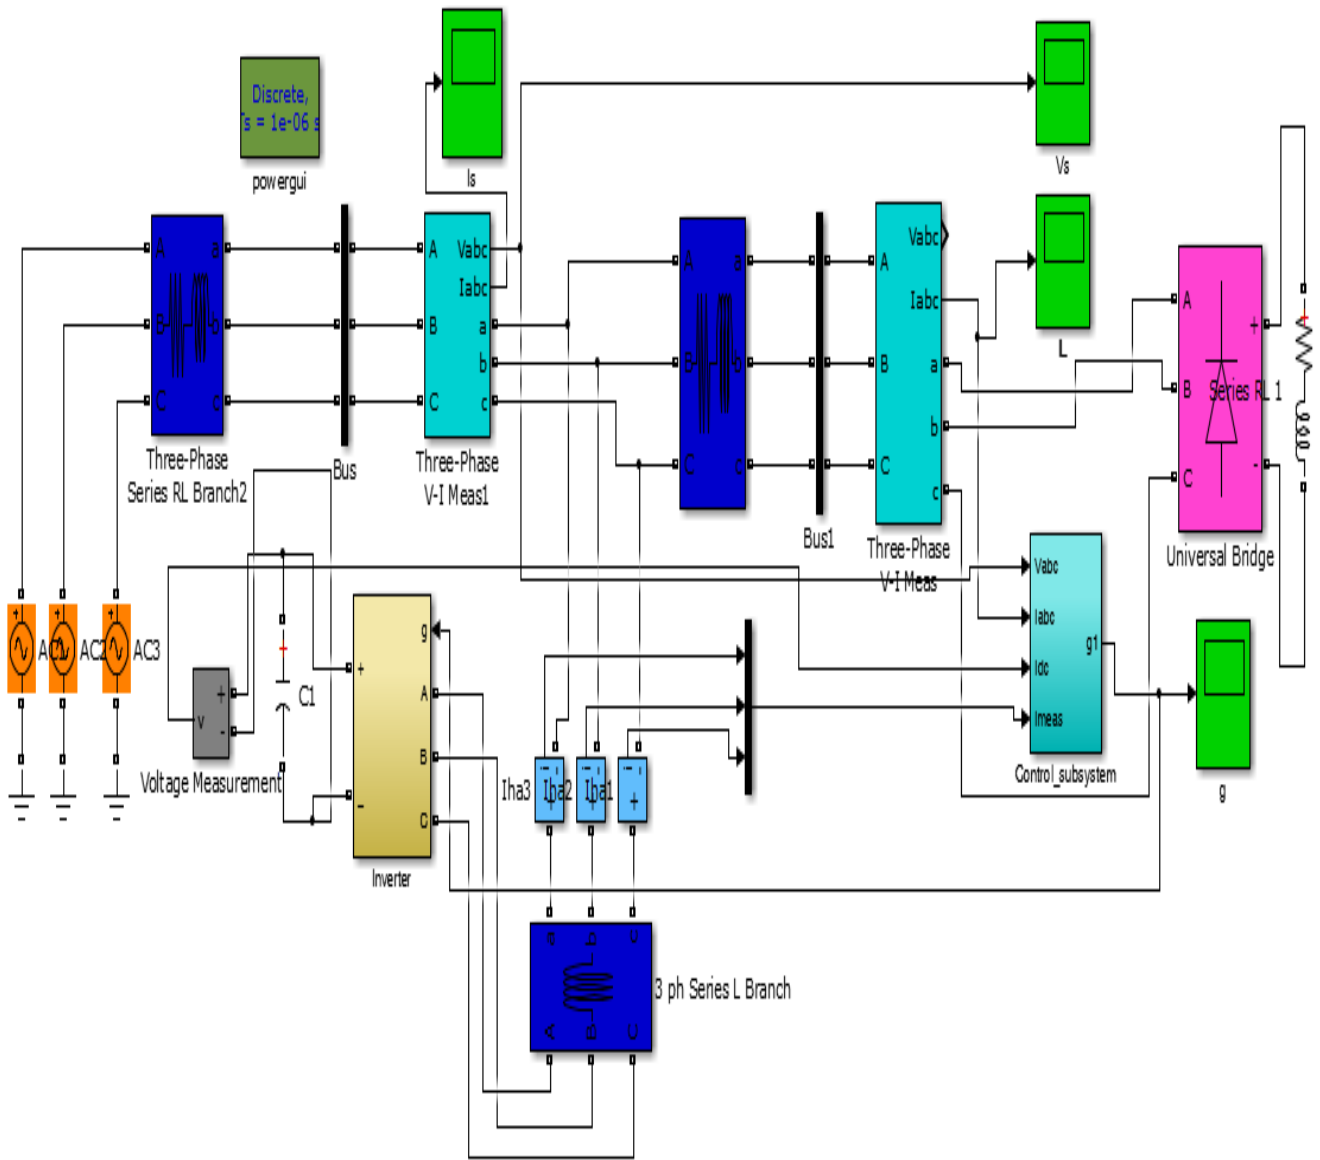 Discrete,
Ts = 1e-06 s
powergui
Is
Vs
L
A
B
C
a
b
c
Three-Phase
Series RL Branch2
Bus
A
B
C
Vabc
Iabc
a
b
c
Three-Phase
V-I Meas1
A
B
C
a
b
c
Bus1
A
B
C
Vabc
Iabc
a
b
c
Three-Phase
V-I Meas
A
B
C
+
-
Series RL 1
Universal Bridge
AC1
AC2
AC3
v
+
-
Voltage Measurement
C1
+
-
g
A
B
C
Inverter
Iha3
Iha2
Iha1
Vabc
Iabc
Idc
Imeas
g1
Control_subsystem
g
a
b
c
A
B
C
3 ph Series L Branch